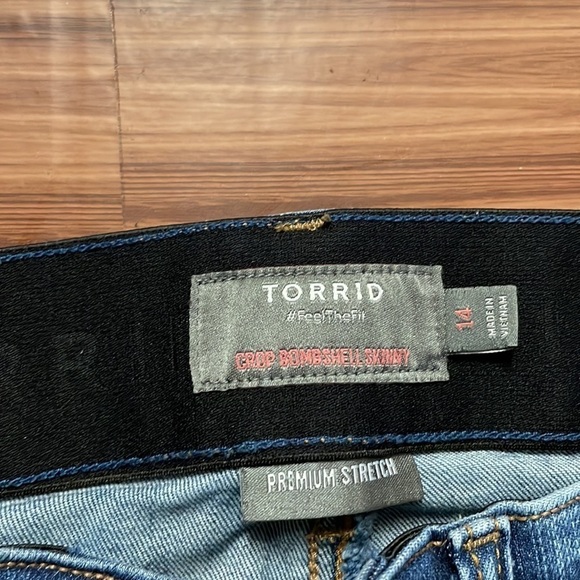 TORRID
#FeelTheFit
CROP BOMBSHELL SKINNY
14
MADE IN
VIETNAM
PREMIUM STRETCH